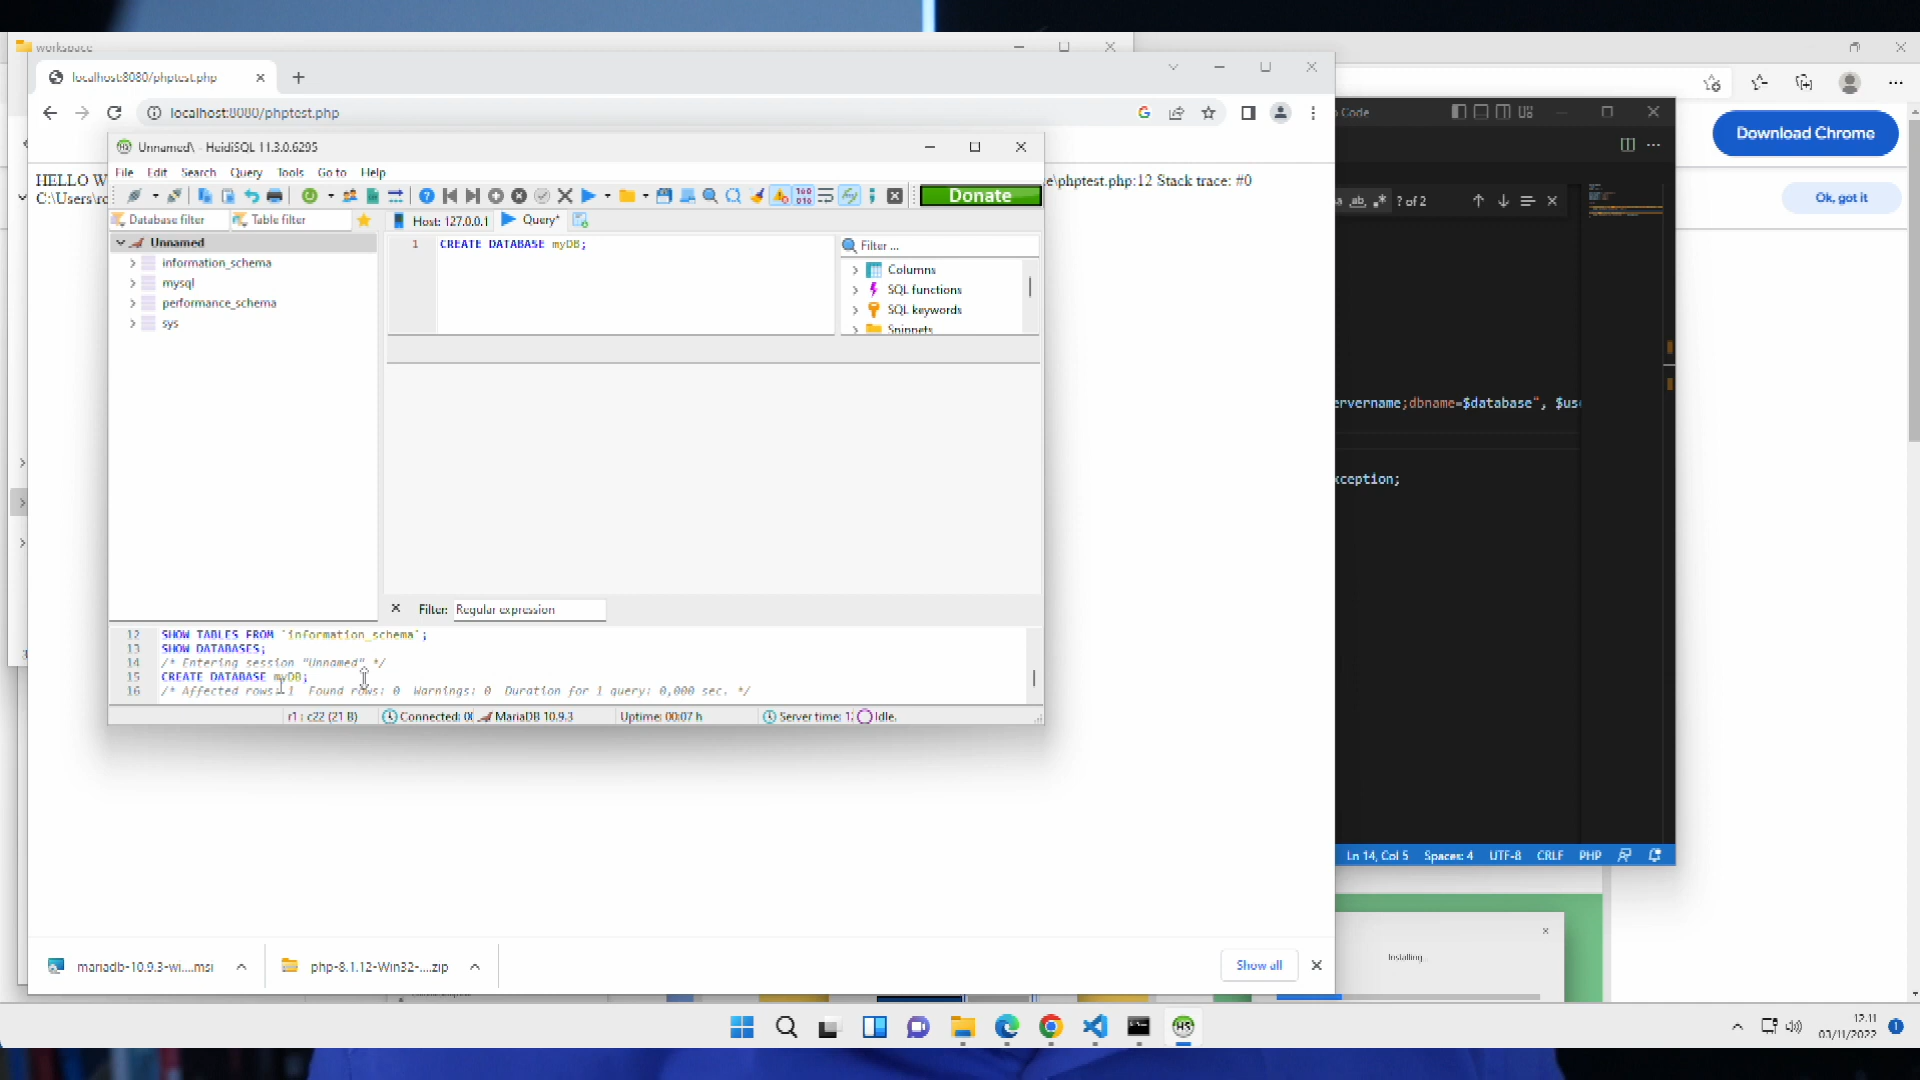 workspace
localhost:8080/phptest.php
localhost:8080/phptest.php
Code
Download Chrome
Unnamed\ - HeidiSQL 11.3.0.6295
File Edit Search Query Tools Go to Help
HELLO W
e\phptest.php:12 Stack trace: #0
C:\Users\ro
Donate
Ok, got it
? of 2
Database filter Table filter
Host: 127.0.0.1 Query*
Unnamed
information_schema
mysql
performance_schema
sys
1 CREATE DATABASE myDB;
Filter ...
Columns
SQL functions
SQL keywords
Snippets
ervername;dbname=$database", $use
xception;
Filter: Regular expression
12 SHOW TABLES FROM `information_schema`;
13 SHOW DATABASES;
14 /* Entering session "Unnamed" */
15 CREATE DATABASE myDB;
16 /* Affected rows: 1 Found rows: 0 Warnings: 0 Duration for 1 query: 0,000 sec. */
r1 : c22 (21 B) Connected: 00 MariaDB 10.9.3 Uptime: 00:07 h Server time: 12 Idle.
Ln 14, Col 5 Spaces: 4 UTF-8 CRLF PHP
Installing
mariadb-10.9.3-wi....msi
php-8.1.12-Win32-....zip
Show all
12.11
03/11/2022
1